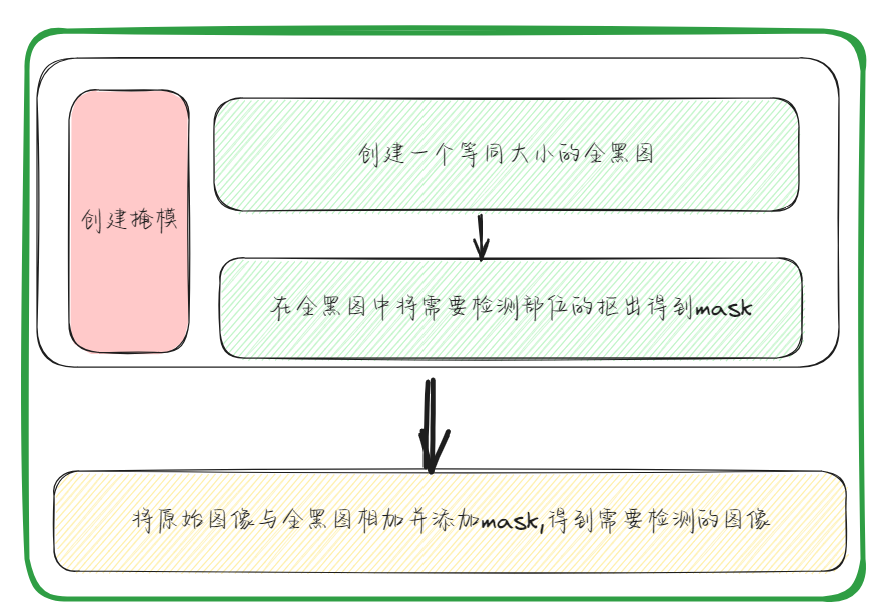 创建一个等同大小的全黑图
创建掩模
在全黑图中将需要检测部位的抠出得到mask
将原始图像与全黑图相加并添加mask,得到需要检测的图像